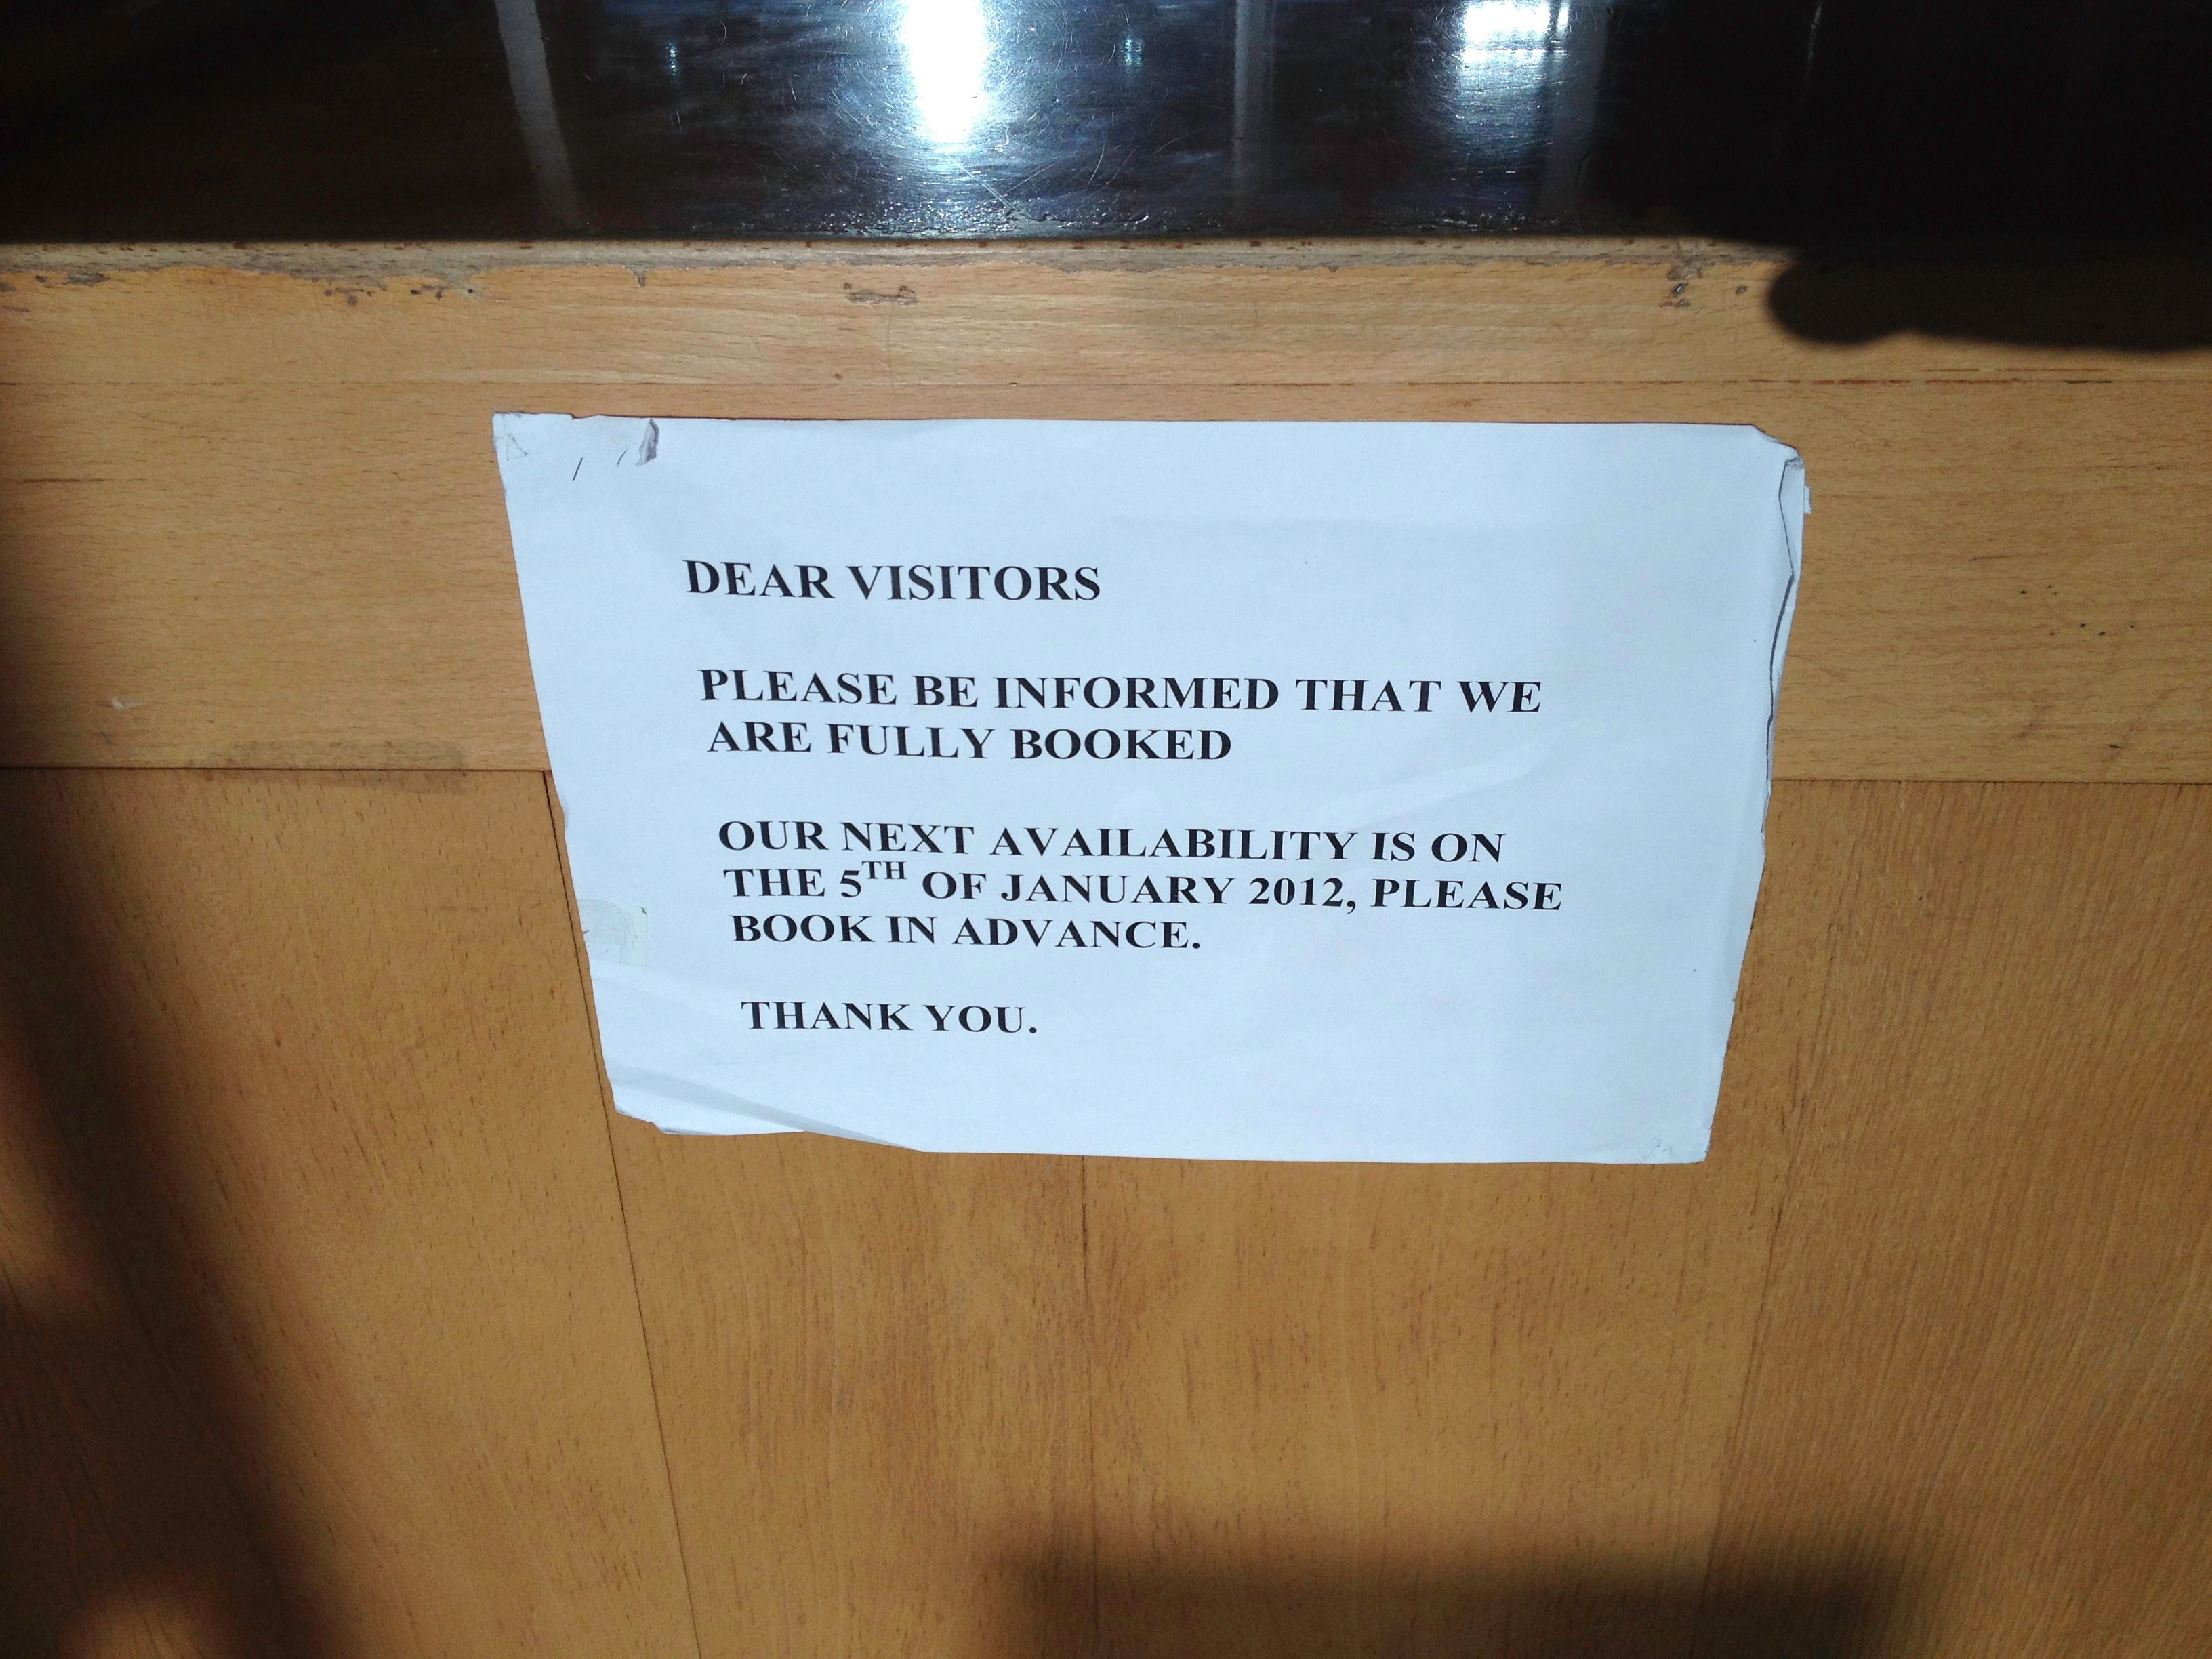 DEAR VISITORS
PLEASE BE INFORMED THAT WE
ARE FULLY BOOKED
OUR NEXT AVAILABILITY IS ON
THE 5TH OF JANUARY 2012, PLEASE
BOOK IN ADVANCE.
THANK YOU.